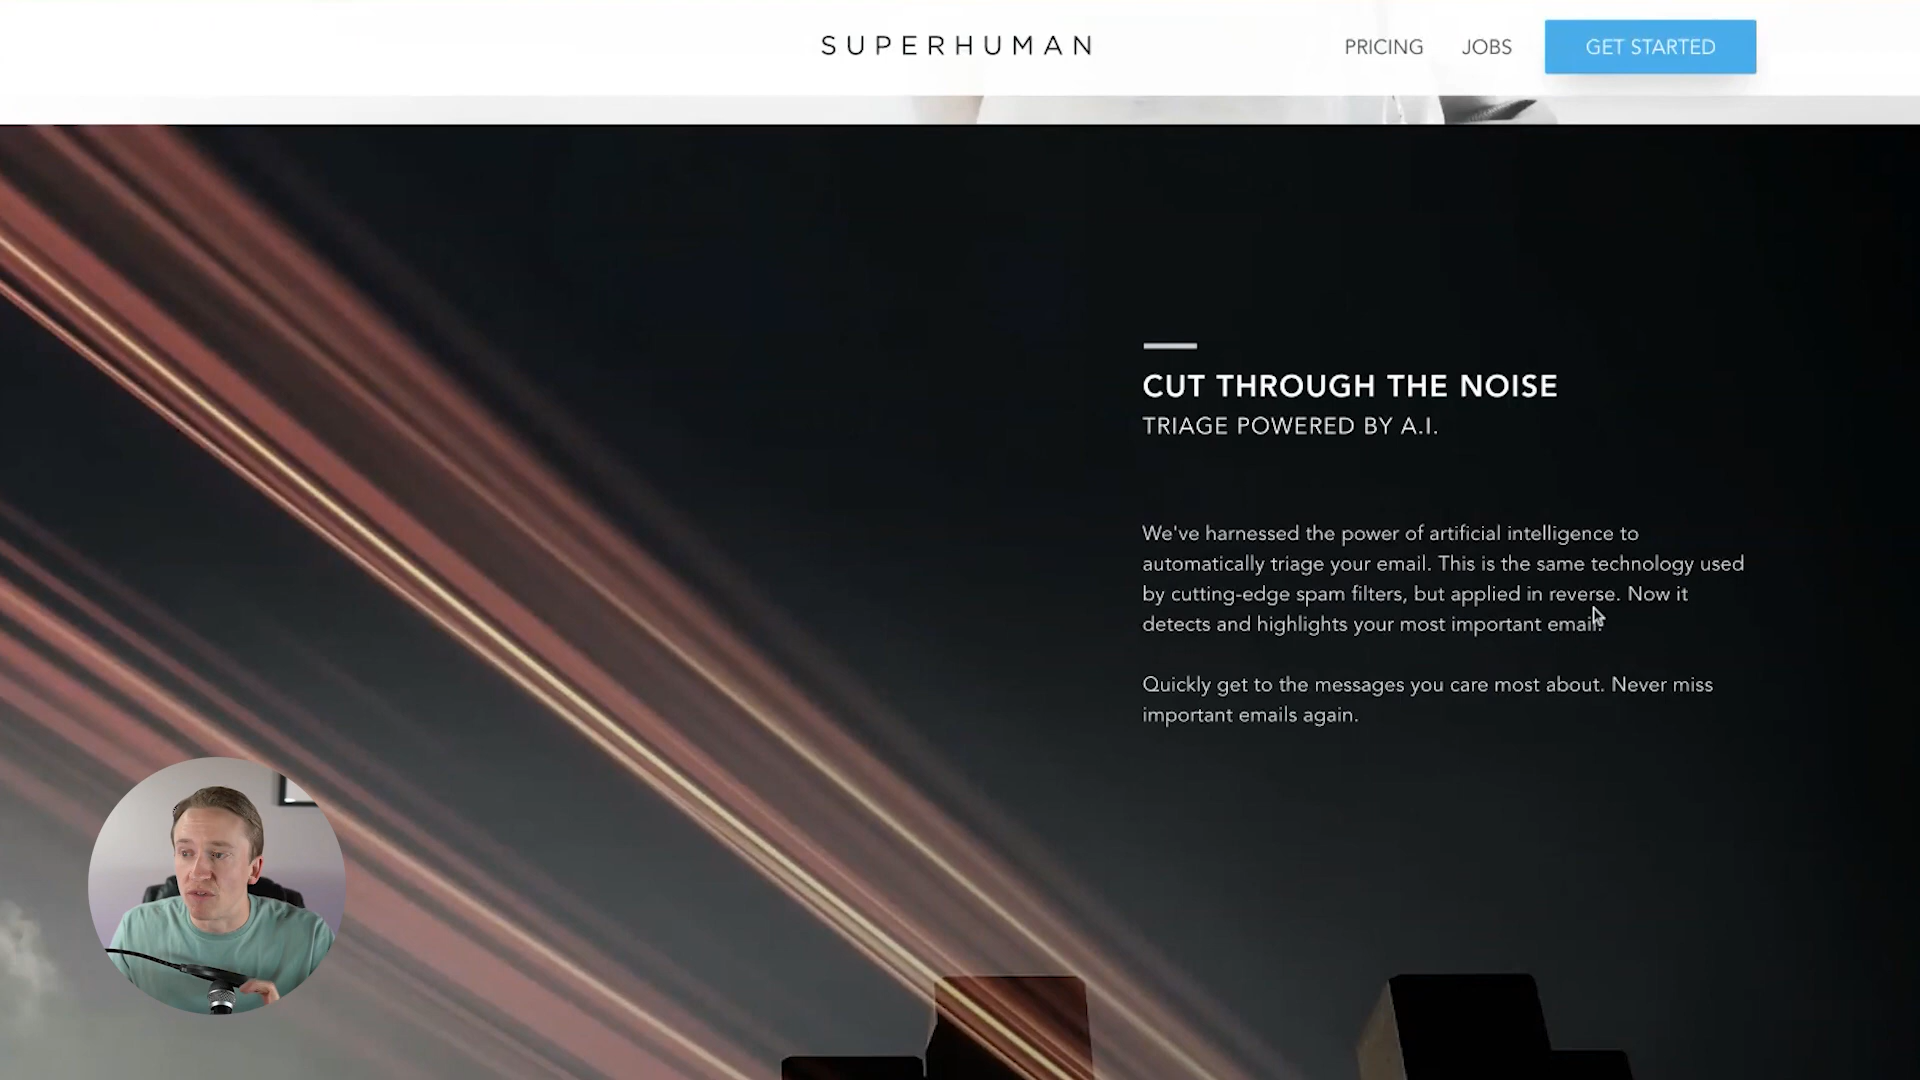 SUPERHUMAN
PRICING
JOBS
GET STARTED
CUT THROUGH THE NOISE
TRIAGE POWERED BY A.I.
We've harnessed the power of artificial intelligence to
automatically triage your email. This is the same technology used
by cutting-edge spam filters, but applied in reverse. Now it
detects and highlights your most important email.
Quickly get to the messages you care most about. Never miss
important emails again.